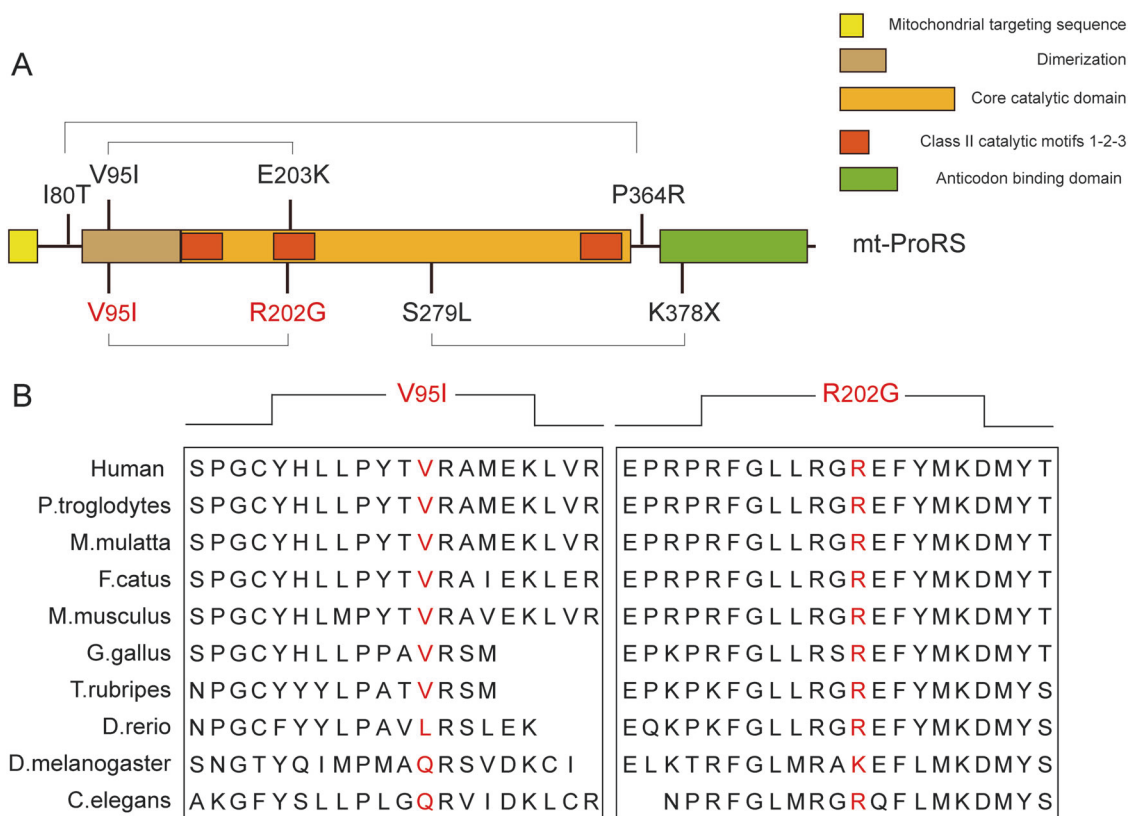 Mitochondrial targeting sequence
Dimerization
Core catalytic domain
Class II catalytic motifs 1-2-3
Anticodon binding domain
A
V95I E203K
I80T P364R
mt-ProRS
V95I R202G S279L K378X
B V95I R202G
Human SPGCYHLLPYTVRAMEKLVR EPRPRFGLLRGREFYMKDMYT
P.troglodytes SPGCYHLLPYTVRAMEKLVR EPRPRFGLLRGREFYMKDMYT
M.mulatta SPGCYHLLPYTVRAMEKLVR EPRPRFGLLRGREFYMKDMYT
F.catus SPGCYHLLPYTVRAIEKLER EPRPRFGLLRGREFYMKDMYT
M.musculus SPGCYHLMPYTVRAVEKLVR EPRPRFGLLRGREFYMKDMYT
G.gallus SPGCYHLLPPAVRSM EPKPRFGLLRSREFYMKDMYT
T.rubripes NPGCYYYLPATVRSM EPKPKFGLLRGREFYMKDMYS
D.rerio NPGCFYYLPAVLRSLEK EQKPKFGLLRGREFYMKDMYS
D.melanogaster SNGTYQIMPMAQRSVDKCI ELKTRFGLMRAKEFLMKDMYS
C.elegans AKGFYSLLPLGQRVIDKLCR NPRFGLMRGRQFLMKDMYS